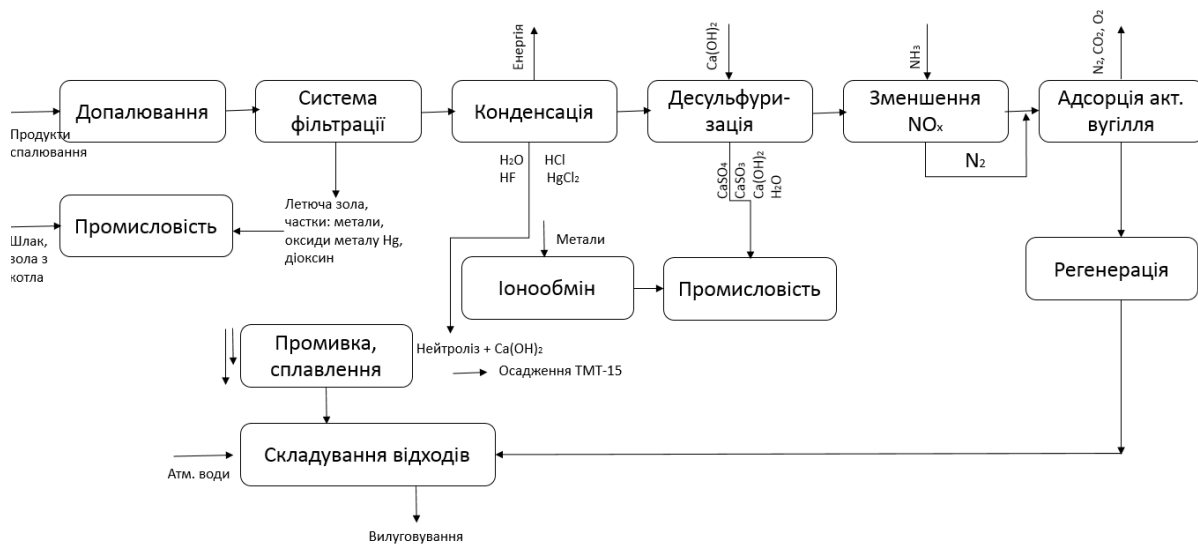 Енергія
Ca(OH)₂
NH₃
N₂, CO₂, O₂
Допалювання
Система
фільтрації
Конденсація
Десульфури-
зація
Зменшення
NOₓ
Адсорція акт.
вугілля
Продукти
спалювання
H₂O HCl
HF HgCl₂
CaSO₄
CaSO₃
Ca(OH)₂
H₂O
N₂
Промисловість
Летюча зола,
частки: метали,
оксиди металу Hg,
діоксин
Шлак,
зола з
котла
Метали
Іонообмін
Промисловість
Регенерація
Промивка,
сплавлення
Нейтроліз + Ca(OH)₂
Осадження ТМТ-15
Складування відходів
Атм. води
Вилуговування